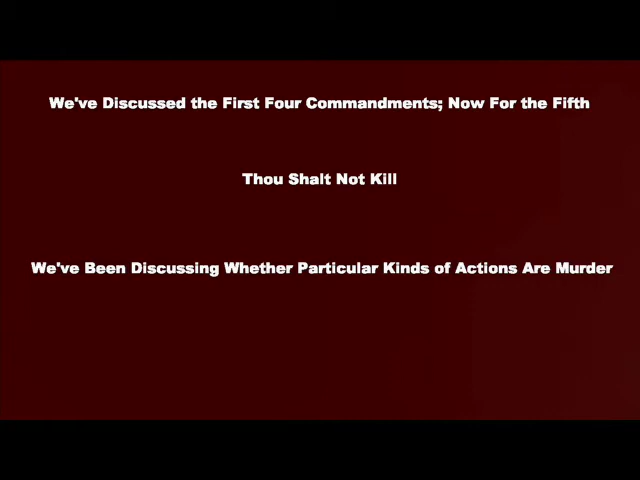 We've Discussed the First Four Commandments; Now For the Fifth
Thou Shalt Not Kill
We've Been Discussing Whether Particular Kinds of Actions Are Murder